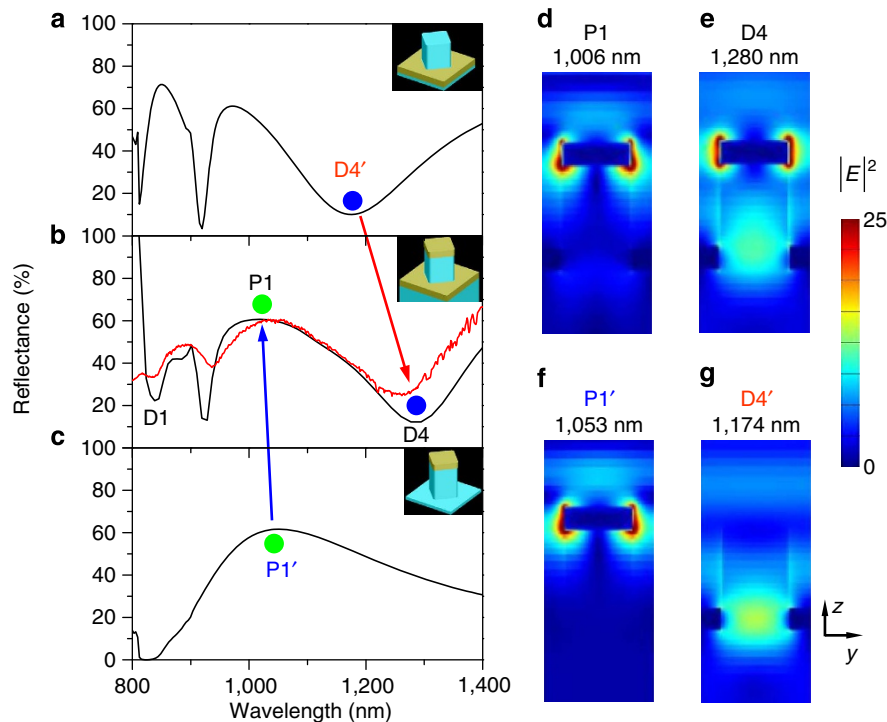 a
100
80
60
40
20
D4′
b
100
80
60
40
20
P1
D1
D4
c
100
80
60
40
20
0
P1′
Reflectance (%)
800
1,000
1,200
1,400
Wavelength (nm)
d
P1
1,006 nm
e
D4
1,280 nm
|E|²
25
0
f
P1′
1,053 nm
g
D4′
1,174 nm
z
y